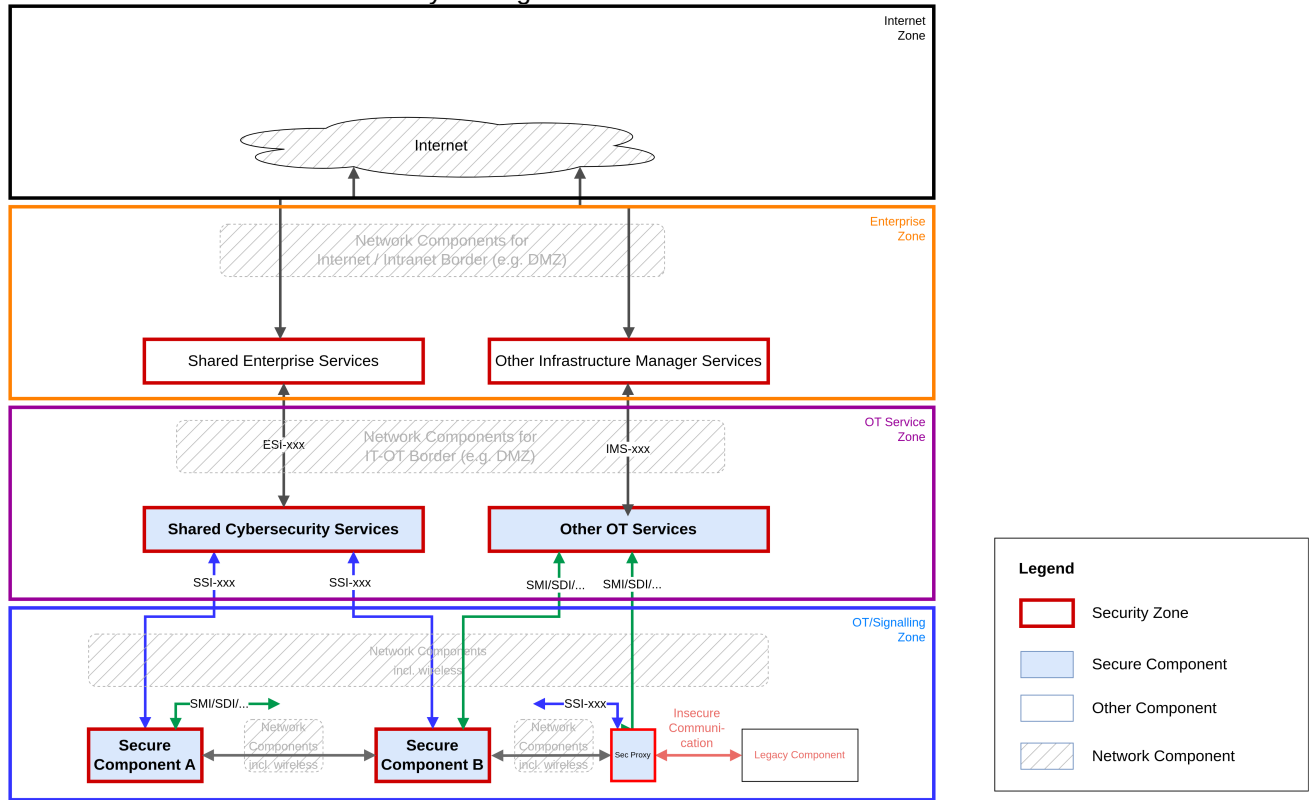 Internet
Zone
Internet
Enterprise
Zone
Network Components for
Internet / Intranet Border (e.g. DMZ)
Shared Enterprise Services
Other Infrastructure Manager Services
OT Service
Zone
Network Components for
IT-OT Border (e.g. DMZ)
ESI-xxx
IMS-xxx
Shared Cybersecurity Services
Other OT Services
SSI-xxx
SSI-xxx
SMI/SDI/...
SMI/SDI/...
OT/Signalling
Zone
Network Components
incl. wireless
SMI/SDI/...
SSI-xxx
Secure
Component A
Network
Components
incl. wireless
Secure
Component B
Network
Components
incl. wireless
Sec Proxy
Insecure
Communi-
cation
Legacy Component
Legend
Security Zone
Secure Component
Other Component
Network Component